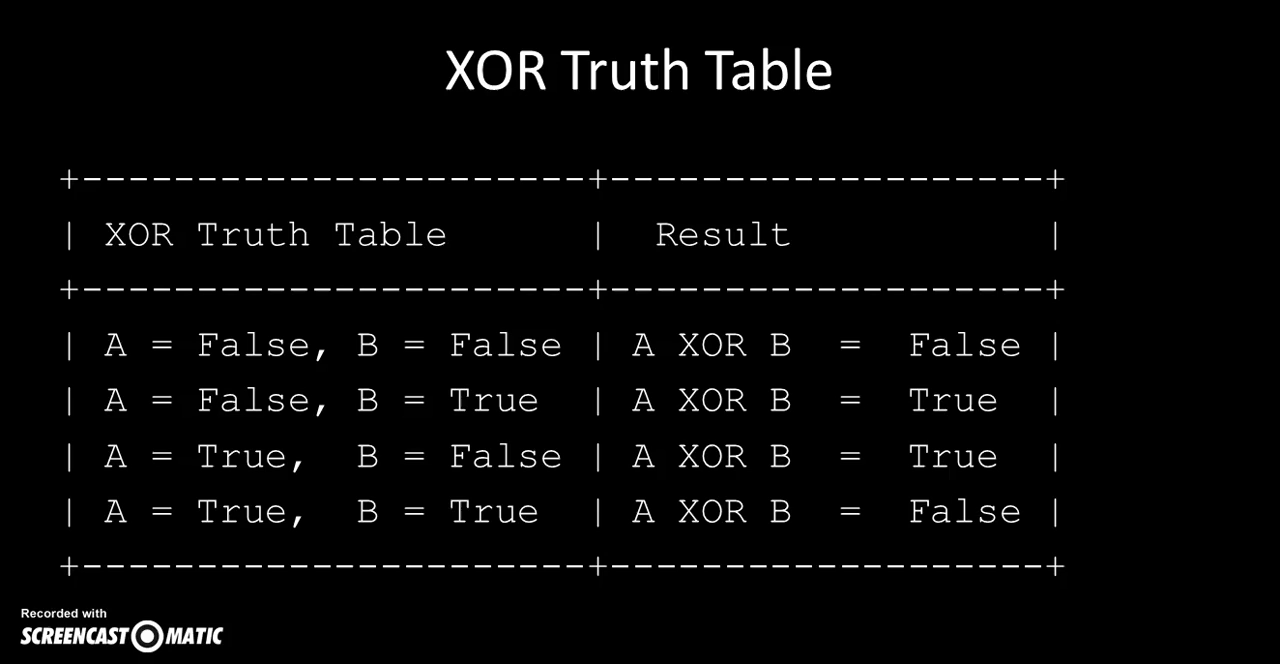 XOR Truth Table
+----------------------+-------------------+
| XOR Truth Table      |  Result           |
+----------------------+-------------------+
| A = False, B = False | A XOR B  =  False |
| A = False, B = True  | A XOR B  =  True  |
| A = True,  B = False | A XOR B  =  True  |
| A = True,  B = True  | A XOR B  =  False |
+----------------------+-------------------+
Recorded with
SCREENCAST O MATIC